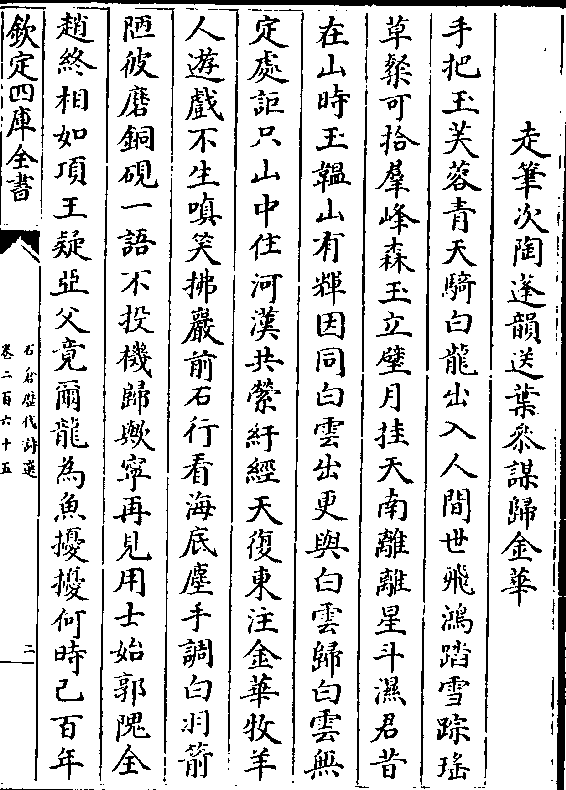 走筆次陶蓬韻送葉叅謀歸金華
手把玉芙蓉青天騎白龍出入人間世飛鴻踏雪踪瑤
草粲可拾羣峰森玉立璧月挂天南離離星斗濕君昔
在山時玉韞山有輝因同白雲出更與白雲歸白雲無
定處詎只山中住河漢共縈紆經天復東注金華牧羊
人遊戲不生嗔笑拂巖前石行看海底塵手調白羽箭
陋彼磨銅硯一語不投機歸歟寧再見用士始郭隗全
趙終相如項王疑亞父竟爾龍為魚擾擾何時已百年
欽定四庫全書
石倉歷代詩選
卷二百六十五
二